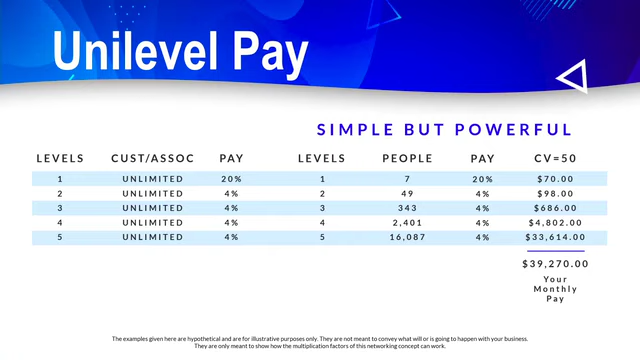 Unilevel Pay
SIMPLE BUT POWERFUL
LEVELS CUST/ASSOC PAY LEVELS PEOPLE PAY CV=50
1 UNLIMITED 20% 1 7 20% $70.00
2 UNLIMITED 4% 2 49 4% $98.00
3 UNLIMITED 4% 3 343 4% $686.00
4 UNLIMITED 4% 4 2,401 4% $4,802.00
5 UNLIMITED 4% 5 16,087 4% $33,614.00
$39,270.00
Your
Monthly
Pay
The examples given here are hypothetical and are for illustrative purposes only. They are not meant to convey what will or is going to happen with your business.
They are only meant to show how the multiplication factors of this networking concept can work.